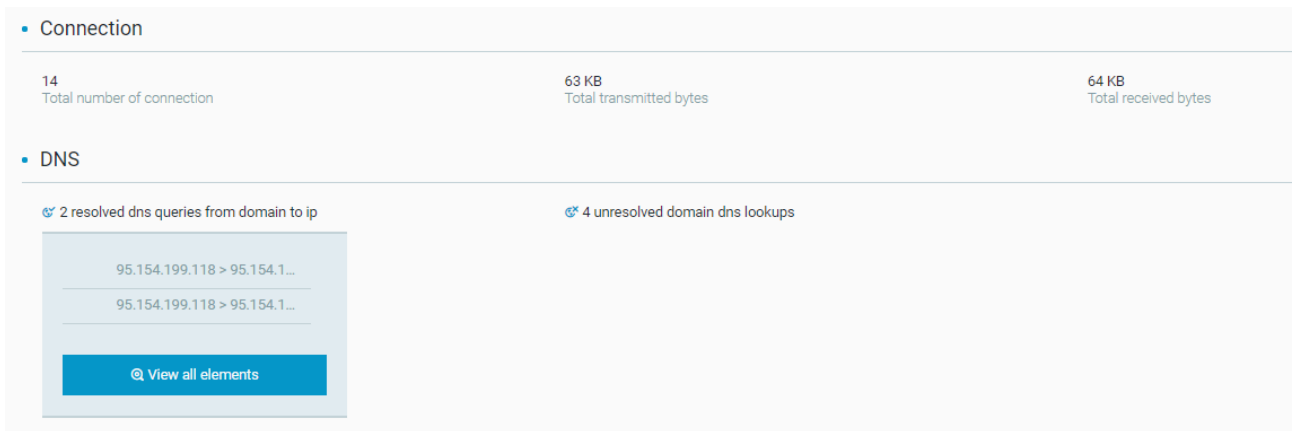 Connection
14
Total number of connection
63 KB
Total transmitted bytes
64 KB
Total received bytes
DNS
2 resolved dns queries from domain to ip
4 unresolved domain dns lookups
95.154.199.118 > 95.154.1...
95.154.199.118 > 95.154.1...
View all elements